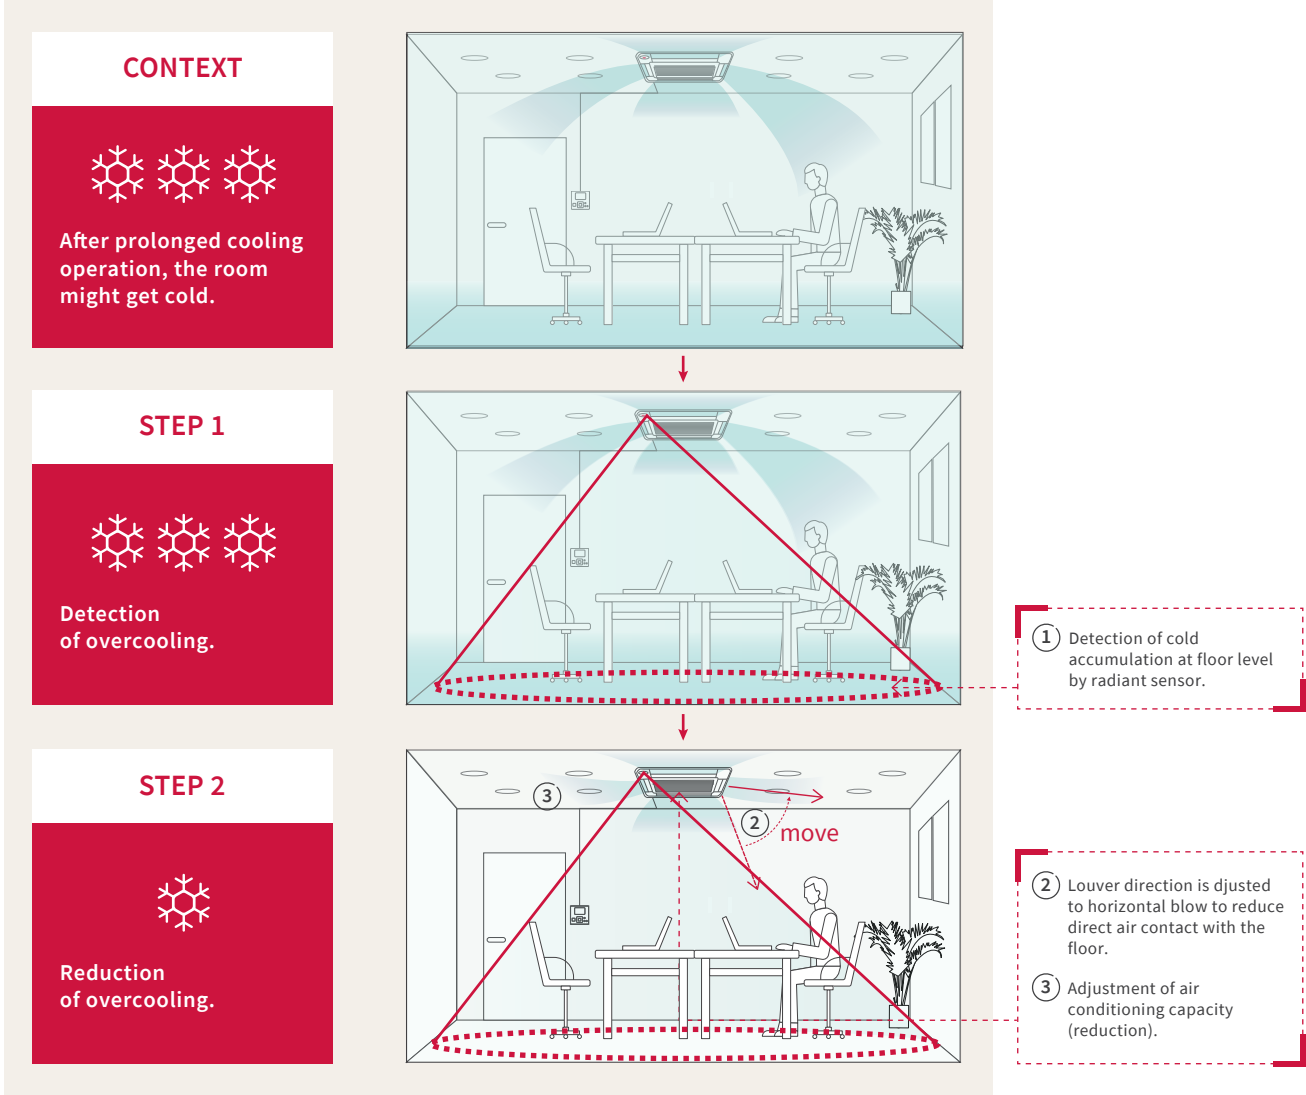 CONTEXT
After prolonged cooling
operation, the room
might get cold.
STEP 1
Detection
of overcooling.
1 Detection of cold
accumulation at floor level
by radiant sensor.
STEP 2
Reduction
of overcooling.
3
2
move
2 Louver direction is djusted
to horizontal blow to reduce
direct air contact with the
floor.
3 Adjustment of air
conditioning capacity
(reduction).